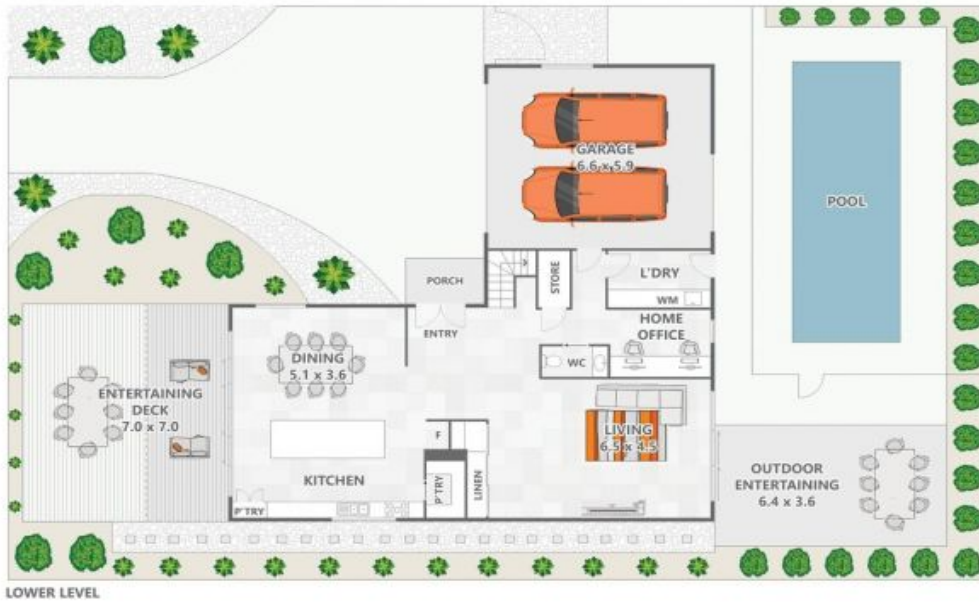 GARAGE
6.6 x 5.9
POOL
STORE
L'DRY
WM
PORCH
ENTRY
HOME
OFFICE
WC
DINING
5.1 x 3.6
ENTERTAINING
DECK
7.0 x 7.0
F
LIVING
6.5 x 4.5
KITCHEN
P'TRY
P'TRY
LINEN
OUTDOOR
ENTERTAINING
6.4 x 3.6
LOWER LEVEL